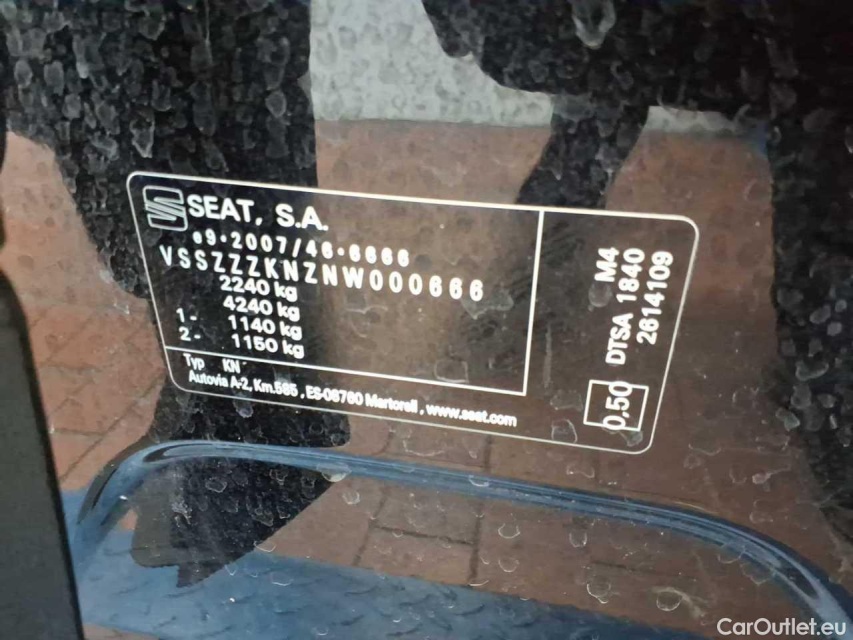 SEAT, S.A.
e9*2007/46*6666
VSSZZZKNZNW000666
2240 kg
4240 kg
1- 1140 kg
2- 1150 kg
Typ KN
Autovia A-2, Km.585 , ES-08760 Martorell , www.seat.com
M4
DTSA 1840
2614109
0,50
CarOutlet.eu